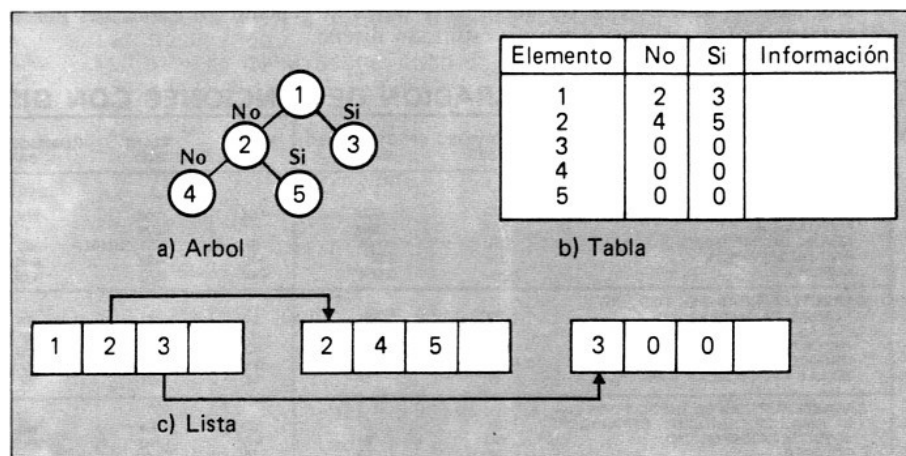 1
No
Si
2
3
No
Si
4
5
a) Arbol
Elemento No Si Información
1 2 3
2 4 5
3 0 0
4 0 0
5 0 0
b) Tabla
1 2 3
2 4 5
3 0 0
c) Lista